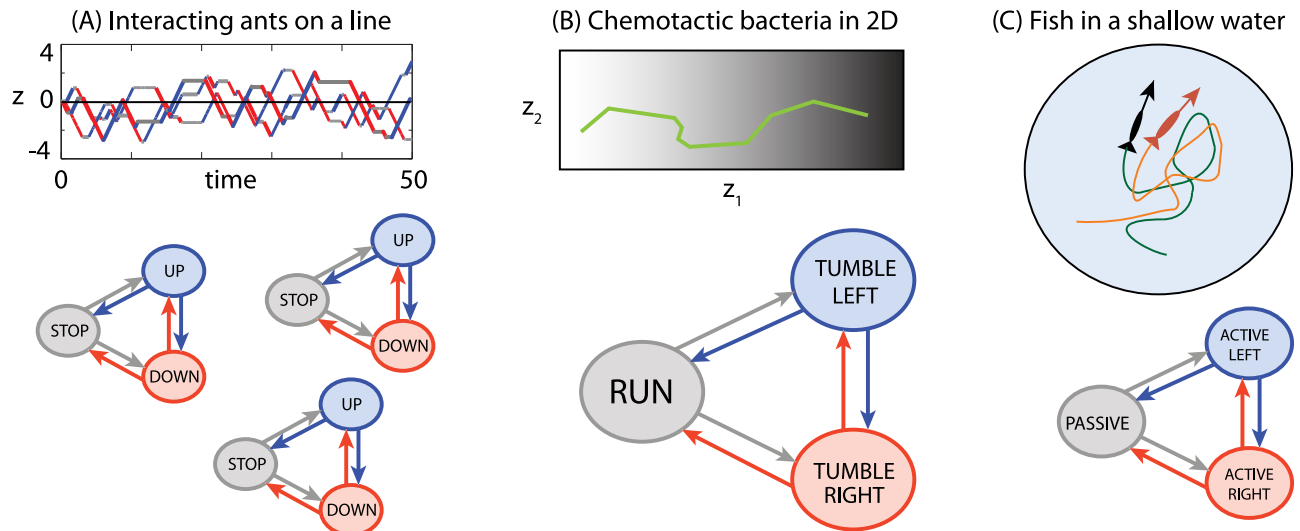 (A) Interacting ants on a line
4
z 0
-4
0 time 50
UP
STOP
DOWN
UP
STOP
DOWN
UP
STOP
DOWN
(B) Chemotactic bacteria in 2D
z2
z1
TUMBLE
LEFT
RUN
TUMBLE
RIGHT
(C) Fish in a shallow water
ACTIVE
LEFT
PASSIVE
ACTIVE
RIGHT